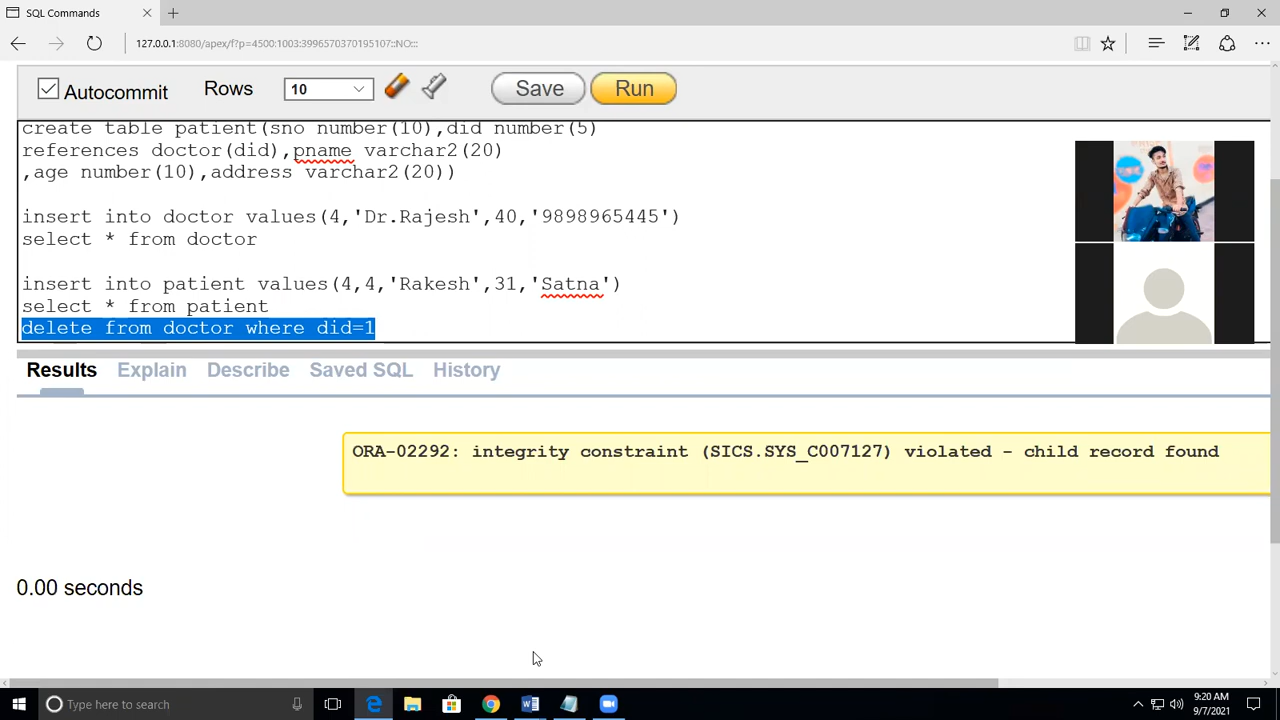 SQL Commands
127.0.0.1:8080/apex/f?p=4500:1003:3996570370195107::NO:::
Autocommit Rows 10 Save Run
create table patient(sno number(10),did number(5)
references doctor(did),pname varchar2(20)
,age number(10),address varchar2(20))
insert into doctor values(4,'Dr.Rajesh',40,'9898965445')
select * from doctor
insert into patient values(4,4,'Rakesh',31,'Satna')
select * from patient
delete from doctor where did=1
Results Explain Describe Saved SQL History
ORA-02292: integrity constraint (SICS.SYS_C007127) violated - child record found
0.00 seconds
Type here to search
9:20 AM
9/7/2021